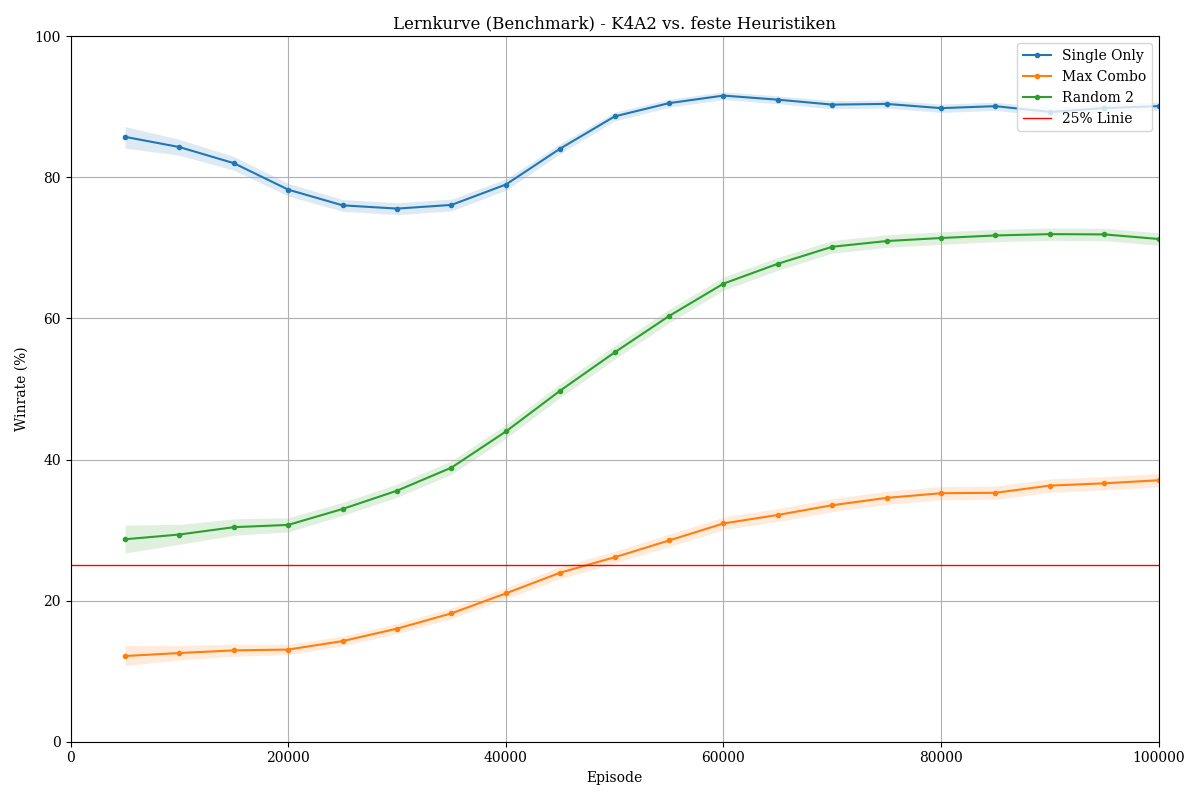 Lernkurve (Benchmark) - K4A2 vs. feste Heuristiken
100
80
60
40
20
0
Winrate (%)
Single Only
Max Combo
Random 2
25% Linie
0 20000 40000 60000 80000 100000
Episode